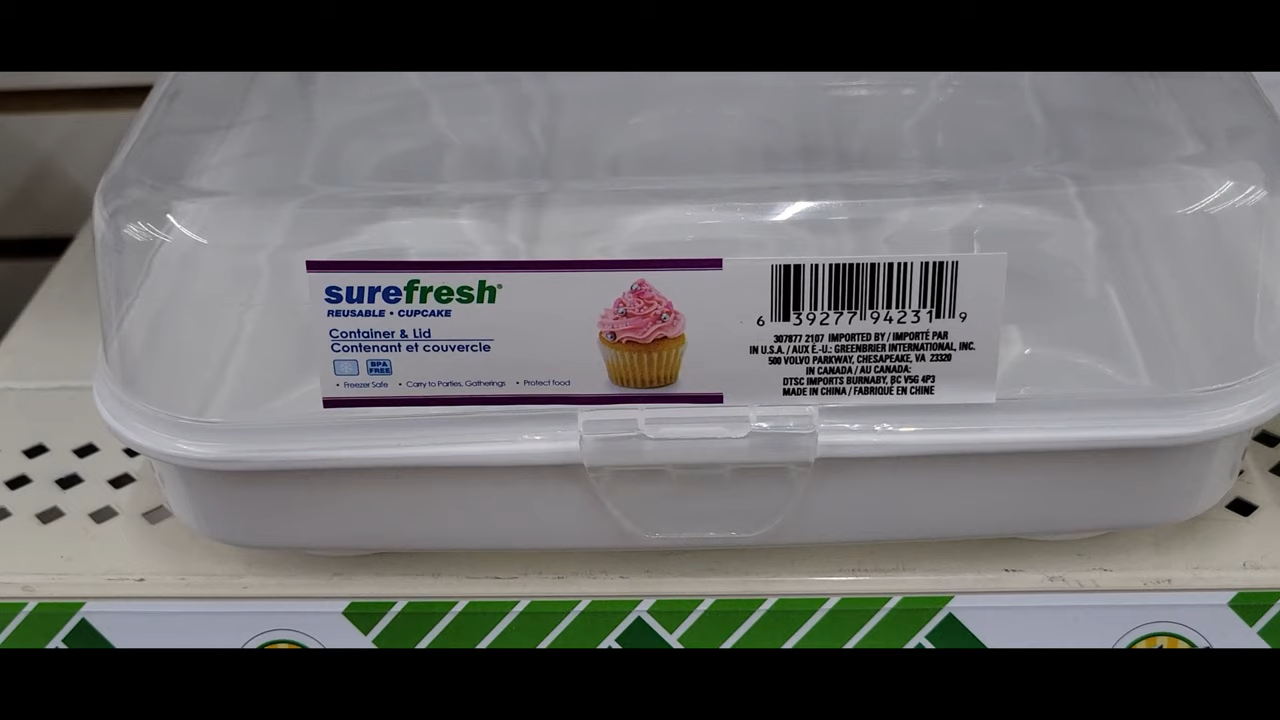 surefresh®
REUSABLE • CUPCAKE
Container & Lid
Contenant et couvercle
BPA
FREE
• Freezer Safe • Carry to Parties, Gatherings • Protect food
6 39277 94231 9
307877 2107 IMPORTED BY / IMPORTÉ PAR
IN U.S.A. / AUX É.-U.: GREENBRIER INTERNATIONAL, INC.
500 VOLVO PARKWAY, CHESAPEAKE, VA 23320
IN CANADA / AU CANADA:
DTSC IMPORTS BURNABY, BC V5G 4P3
MADE IN CHINA / FABRIQUÉ EN CHINE